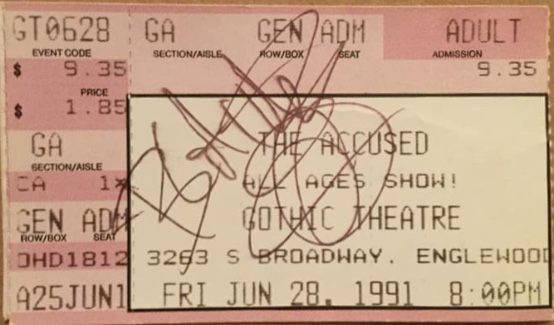 GT0628 GA GEN ADM ADULT
EVENT CODE SECTION/AISLE ROW/BOX SEAT ADMISSION
$ 9.35 9.35
PRICE
$ 1.85
GA THE ACCUSED
SECTION/AISLE
CA 1x ALL AGES SHOW!
GEN ADM GOTHIC THEATRE
ROW/BOX SEAT
DHD1812 3263 S BROADWAY. ENGLEWOOD
A25JUN1 FRI JUN 28, 1991 8:00PM